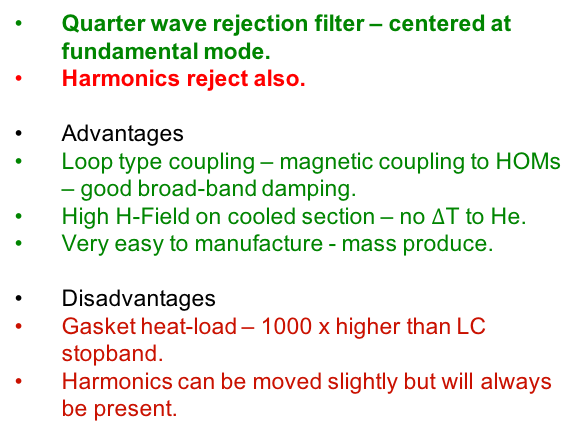 • Quarter wave rejection filter – centered at
fundamental mode.
• Harmonics reject also.
• Advantages
• Loop type coupling – magnetic coupling to HOMs
– good broad-band damping.
• High H-Field on cooled section – no ΔT to He.
• Very easy to manufacture - mass produce.
• Disadvantages
• Gasket heat-load – 1000 x higher than LC
stopband.
• Harmonics can be moved slightly but will always
be present.